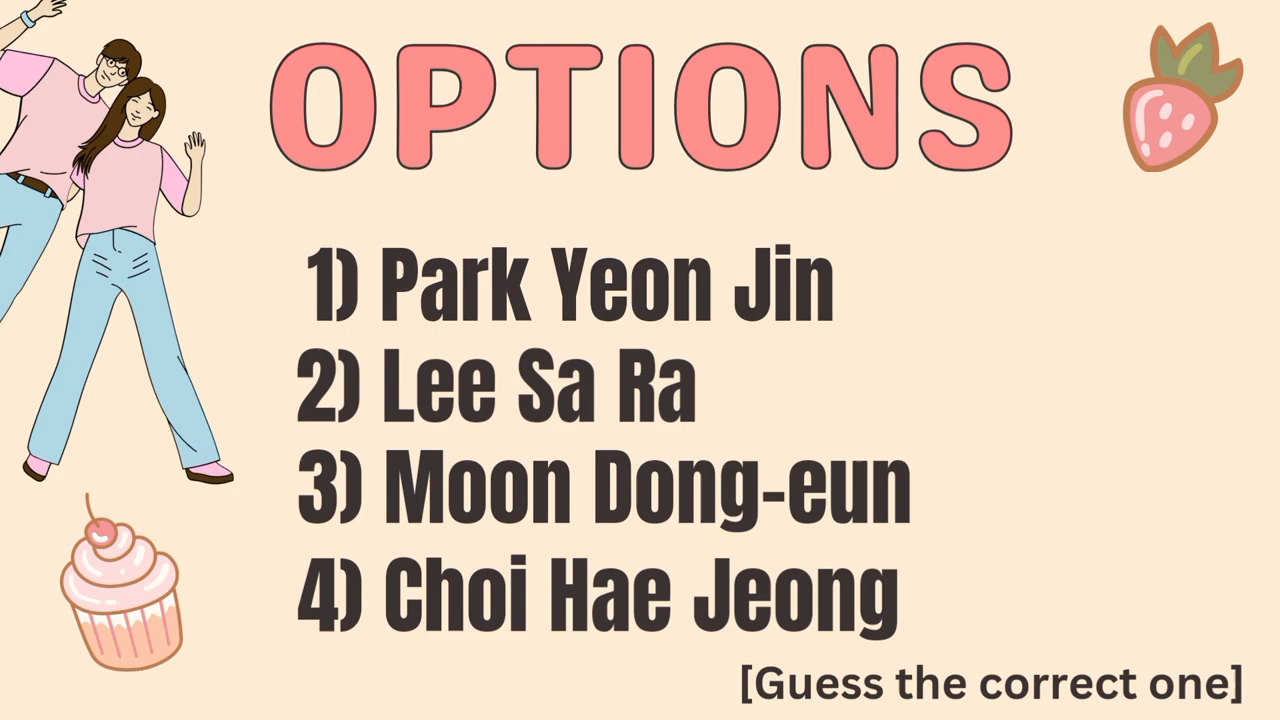 OPTIONS
1) Park Yeon Jin
2) Lee Sa Ra
3) Moon Dong-eun
4) Choi Hae Jeong
[Guess the correct one]